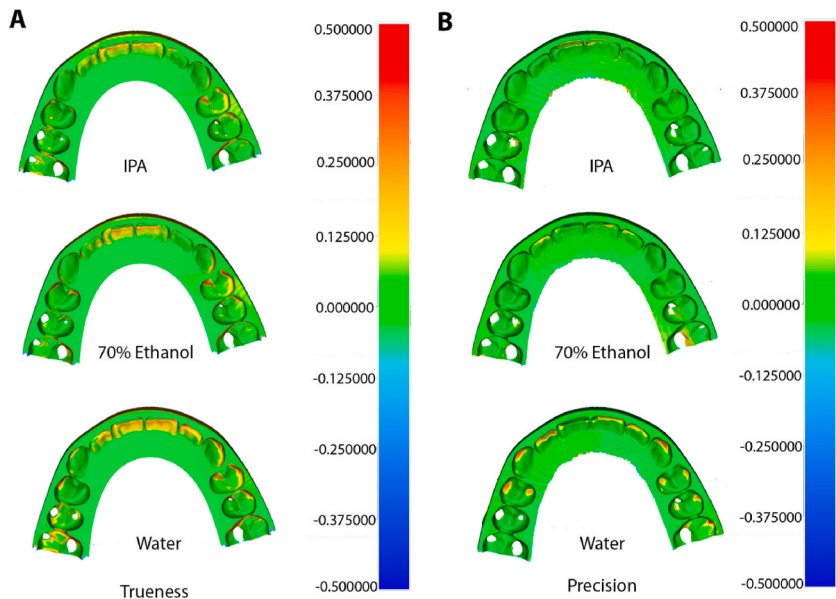 A
0.500000
0.375000
0.250000
0.125000
0.000000
-0.125000
-0.250000
-0.375000
-0.500000
IPA
70% Ethanol
Water
Trueness
B
0.500000
0.375000
0.250000
0.125000
0.000000
-0.125000
-0.250000
-0.375000
-0.500000
IPA
70% Ethanol
Water
Precision